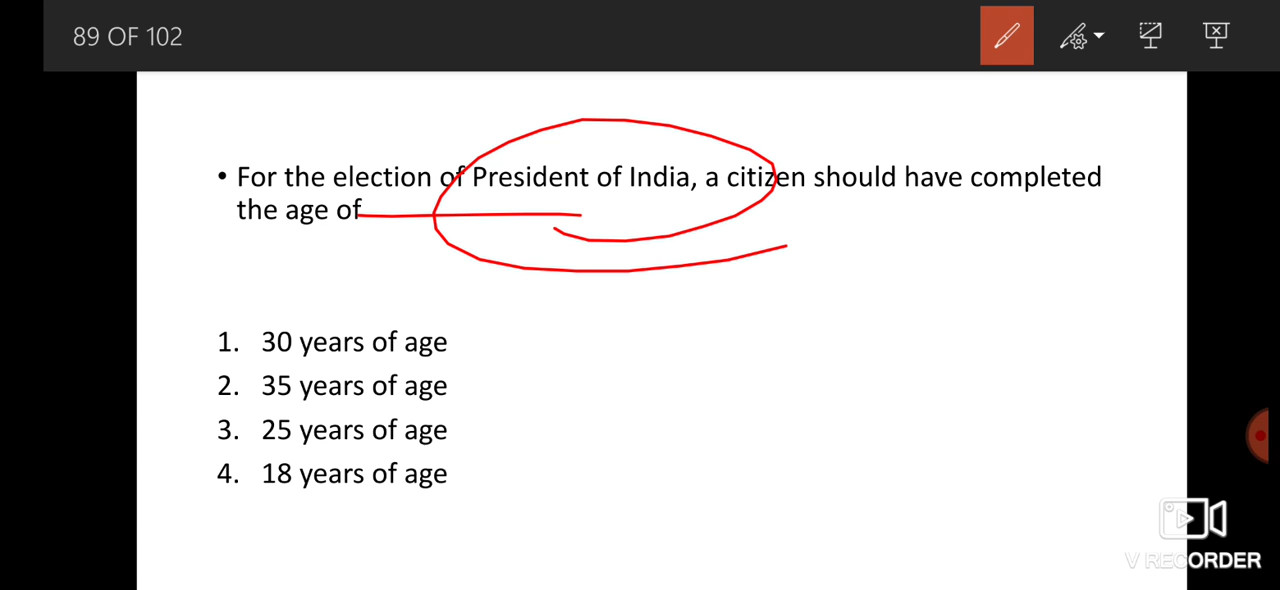 89 OF 102
• For the election of President of India, a citizen should have completed
the age of
1. 30 years of age
2. 35 years of age
3. 25 years of age
4. 18 years of age
V RECORDER